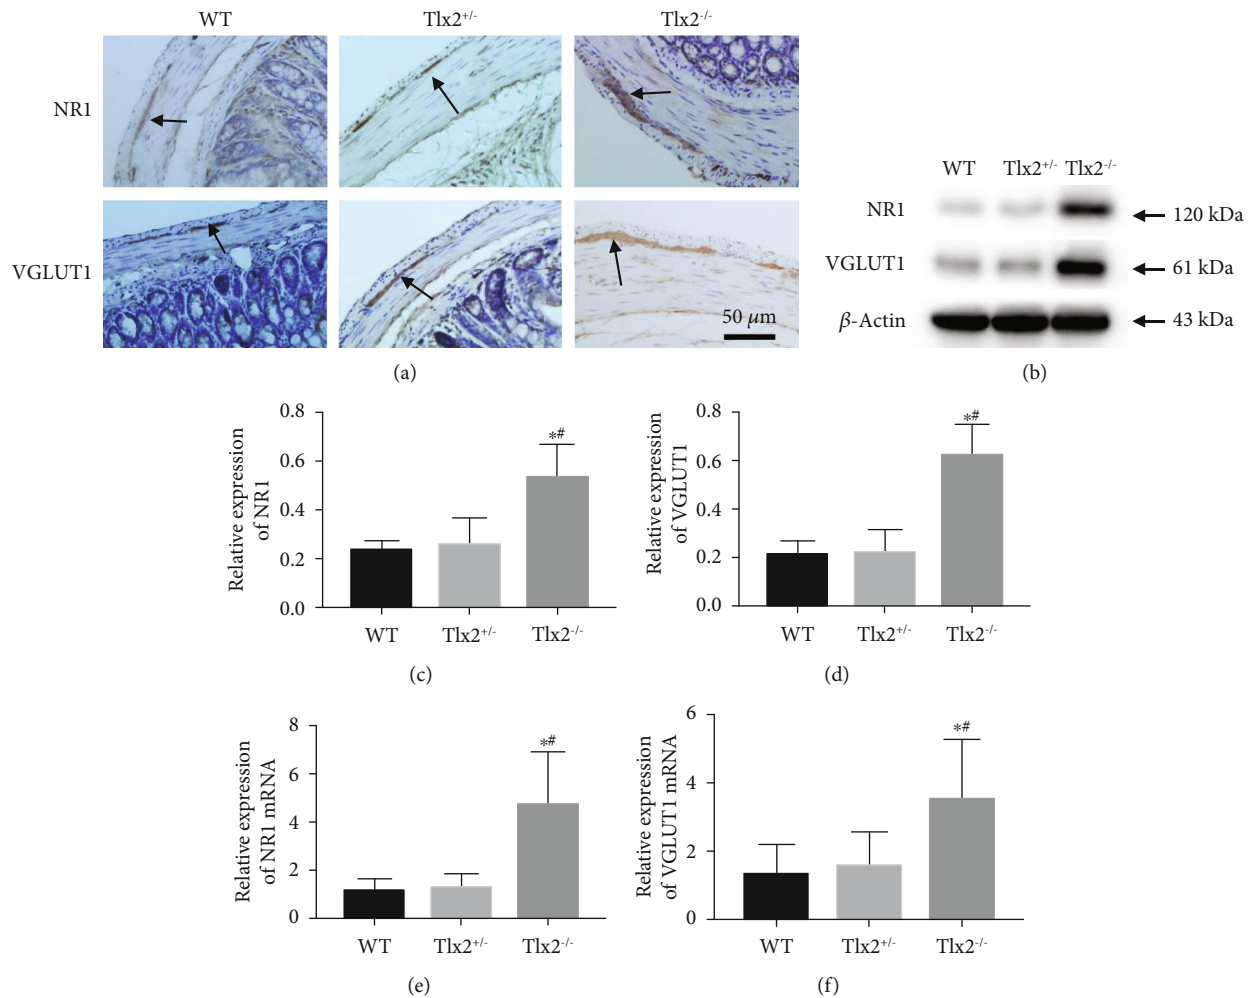 WT Tlx2+/- Tlx2-/-
NR1
VGLUT1
50 μm
(a)
WT Tlx2+/- Tlx2-/-
NR1 120 kDa
VGLUT1 61 kDa
β-Actin 43 kDa
(b)
Relative expression
of NR1
0.8
0.6
0.4
0.2
0.0
*#
WT Tlx2+/- Tlx2-/-
(c)
Relative expression
of VGLUT1
0.8
0.6
0.4
0.2
0.0
*#
WT Tlx2+/- Tlx2-/-
(d)
Relative expression
of NR1 mRNA
8
6
4
2
0
*#
WT Tlx2+/- Tlx2-/-
(e)
Relative expression
of VGLUT1 mRNA
6
4
2
0
*#
WT Tlx2+/- Tlx2-/-
(f)